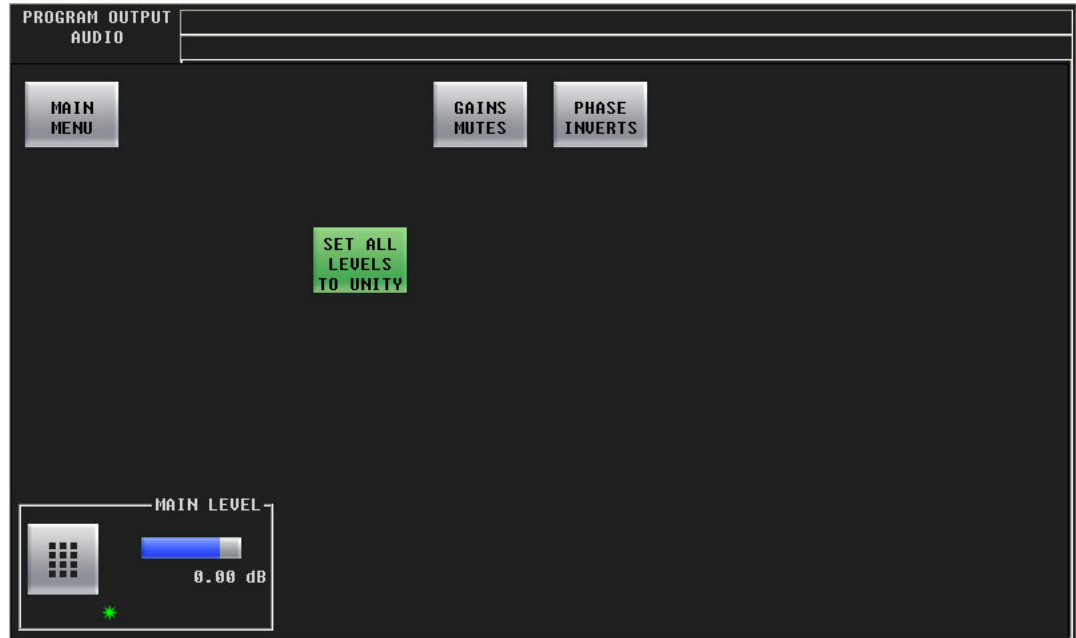 PROGRAM OUTPUT
AUDIO
MAIN
MENU
GAINS
MUTES
PHASE
INVERTS
SET ALL
LEVELS
TO UNITY
MAIN LEVEL
0.00 dB